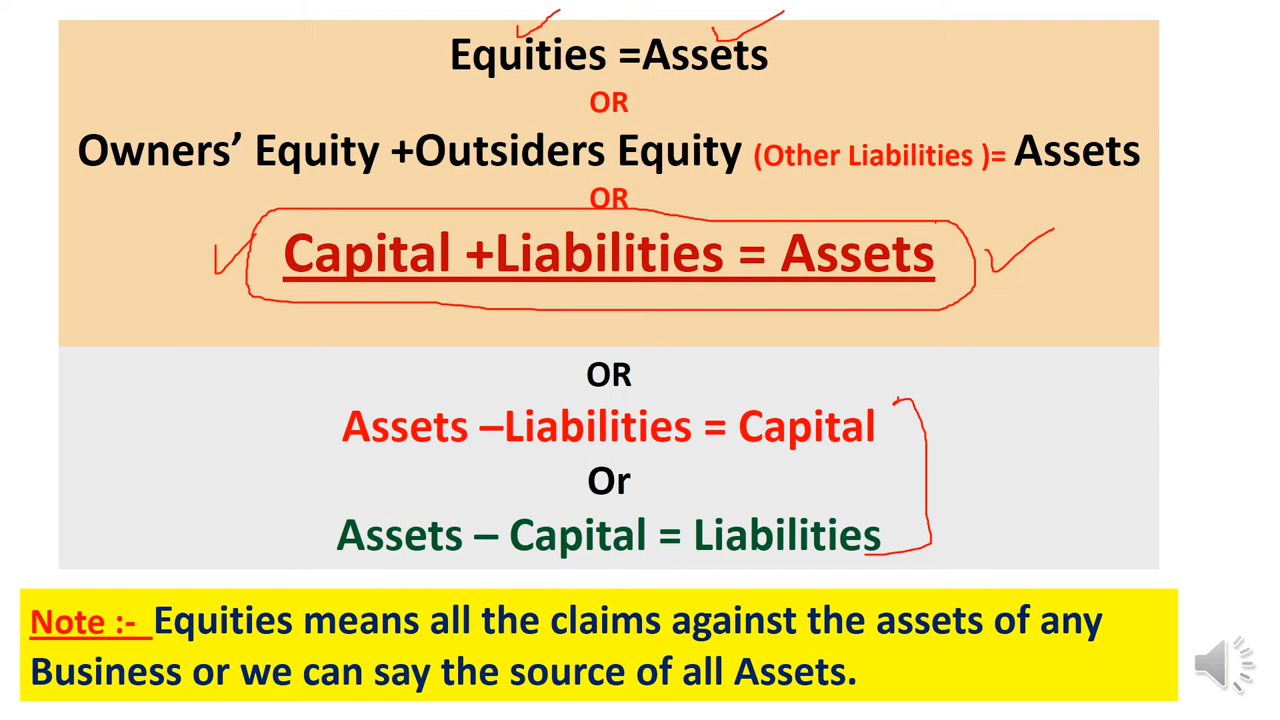 Equities =Assets
OR
Owners’ Equity +Outsiders Equity (Other Liabilities )= Assets
OR
Capital +Liabilities = Assets
OR
Assets –Liabilities = Capital
Or
Assets – Capital = Liabilities
Note :- Equities means all the claims against the assets of any
Business or we can say the source of all Assets.